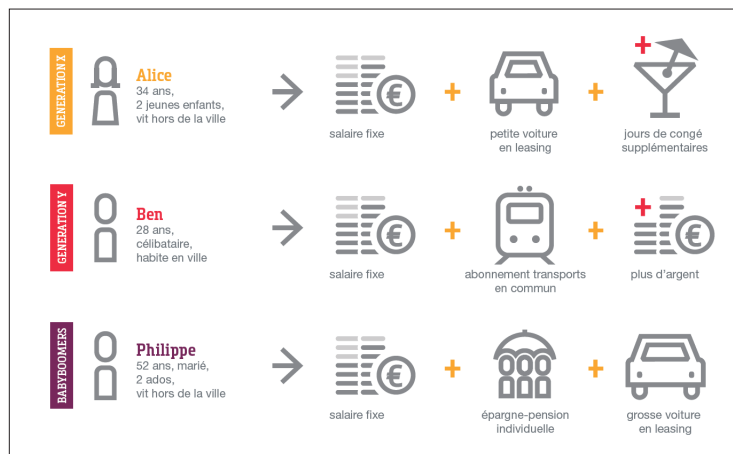 GENERATION X
Alice
34 ans,
2 jeunes enfants,
vit hors de la ville
€
salaire fixe
+
petite voiture
en leasing
+
+
jours de congé
supplémentaires
GENERATION Y
Ben
28 ans,
célibataire,
habite en ville
€
salaire fixe
+
abonnement transports
en commun
+
+
€
plus d'argent
BABYBOOMERS
Philippe
52 ans, marié,
2 ados,
vit hors de la ville
€
salaire fixe
+
épargne-pension
individuelle
+
grosse voiture
en leasing